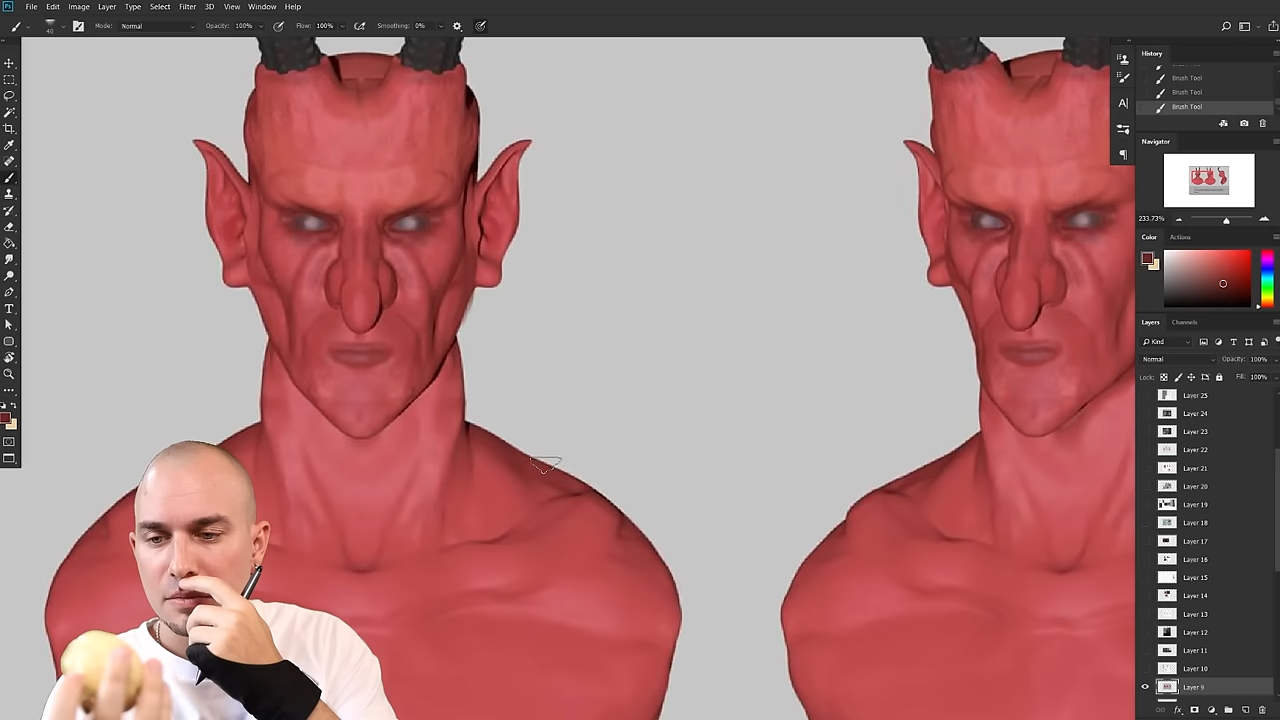 Ps File Edit Image Layer Type Select Filter 3D View Window Help
40 Mode: Normal Opacity: 100% Flow: 100% Smoothing: 0%
History
Brush Tool
Brush Tool
Brush Tool
Navigator
233.73%
Color Actions
Layers Channels
Kind
Normal Opacity: 100%
Lock: Fill: 100%
Layer 25
Layer 24
Layer 23
Layer 22
Layer 21
Layer 20
Layer 19
Layer 18
Layer 17
Layer 16
Layer 15
Layer 14
Layer 13
Layer 12
Layer 11
Layer 10
Layer 9